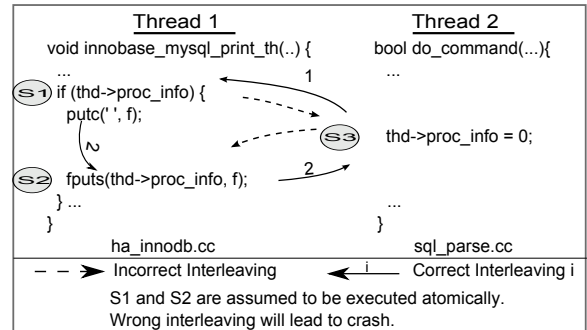 Thread 1
Thread 2
void innobase_mysql_print_th(..) {
bool do_command(...){
...
...
1
S1 if (thd->proc_info) {
putc(' ', f);
S3 thd->proc_info = 0;
2
S2 fputs(thd->proc_info, f);
2
} ...
...
}
}
ha_innodb.cc
sql_parse.cc
Incorrect Interleaving
i
Correct Interleaving i
S1 and S2 are assumed to be executed atomically.
Wrong interleaving will lead to crash.